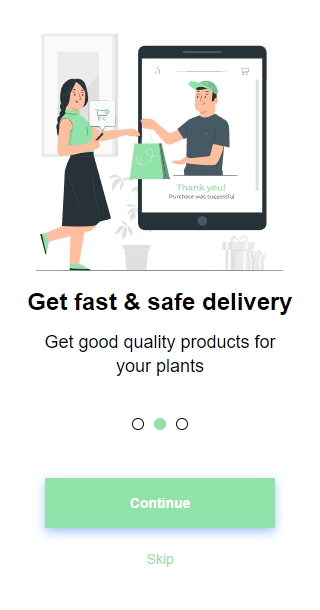 Thank you!
Purchase was successful
Get fast & safe delivery
Get good quality products for
your plants
Continue
Skip